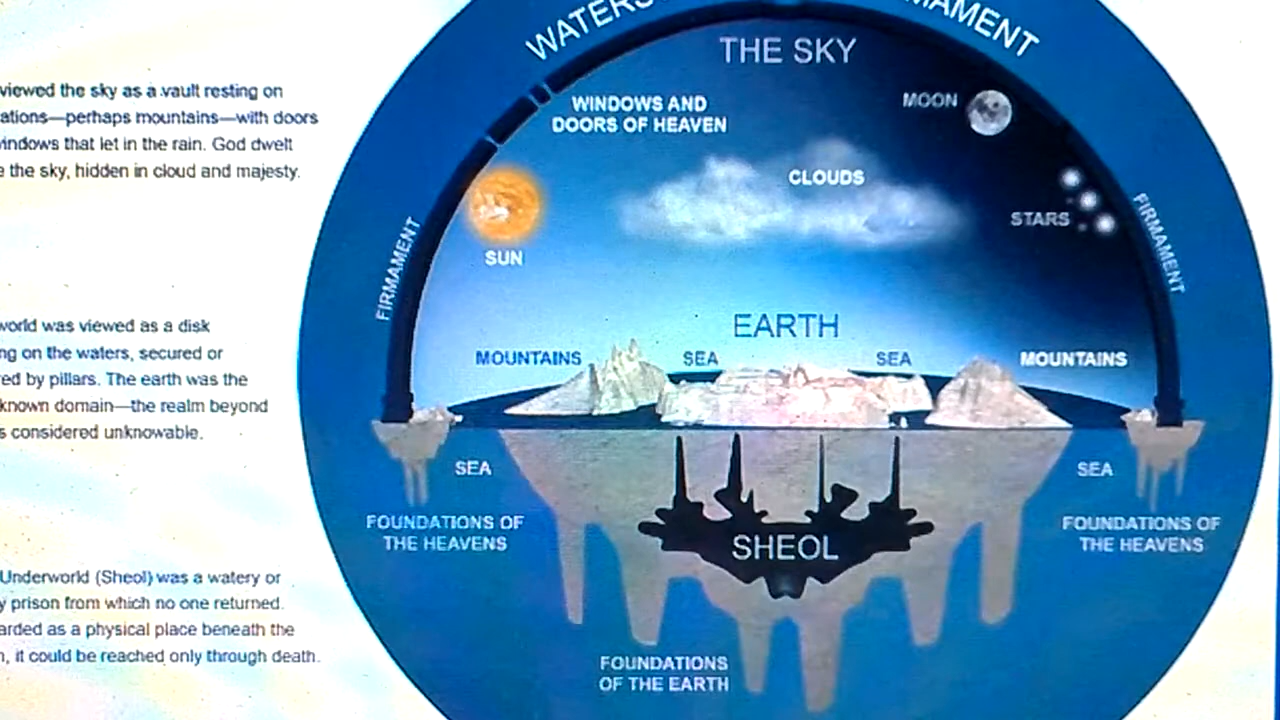 WATERS
MAMENT
THE SKY
viewed the sky as a vault resting on
ations—perhaps mountains—with doors
indows that let in the rain. God dwelt
e the sky, hidden in cloud and majesty.
WINDOWS AND
DOORS OF HEAVEN
MOON
CLOUDS
STARS
SUN
FIRMAMENT
FIRMAMENT
EARTH
MOUNTAINS
SEA
SEA
MOUNTAINS
world was viewed as a disk
ng on the waters, secured or
ed by pillars. The earth was the
known domain—the realm beyond
s considered unknowable.
SEA
SEA
FOUNDATIONS OF
THE HEAVENS
FOUNDATIONS OF
THE HEAVENS
SHEOL
Underworld (Sheol) was a watery or
y prison from which no one returned.
arded as a physical place beneath the
, it could be reached only through death.
FOUNDATIONS
OF THE EARTH